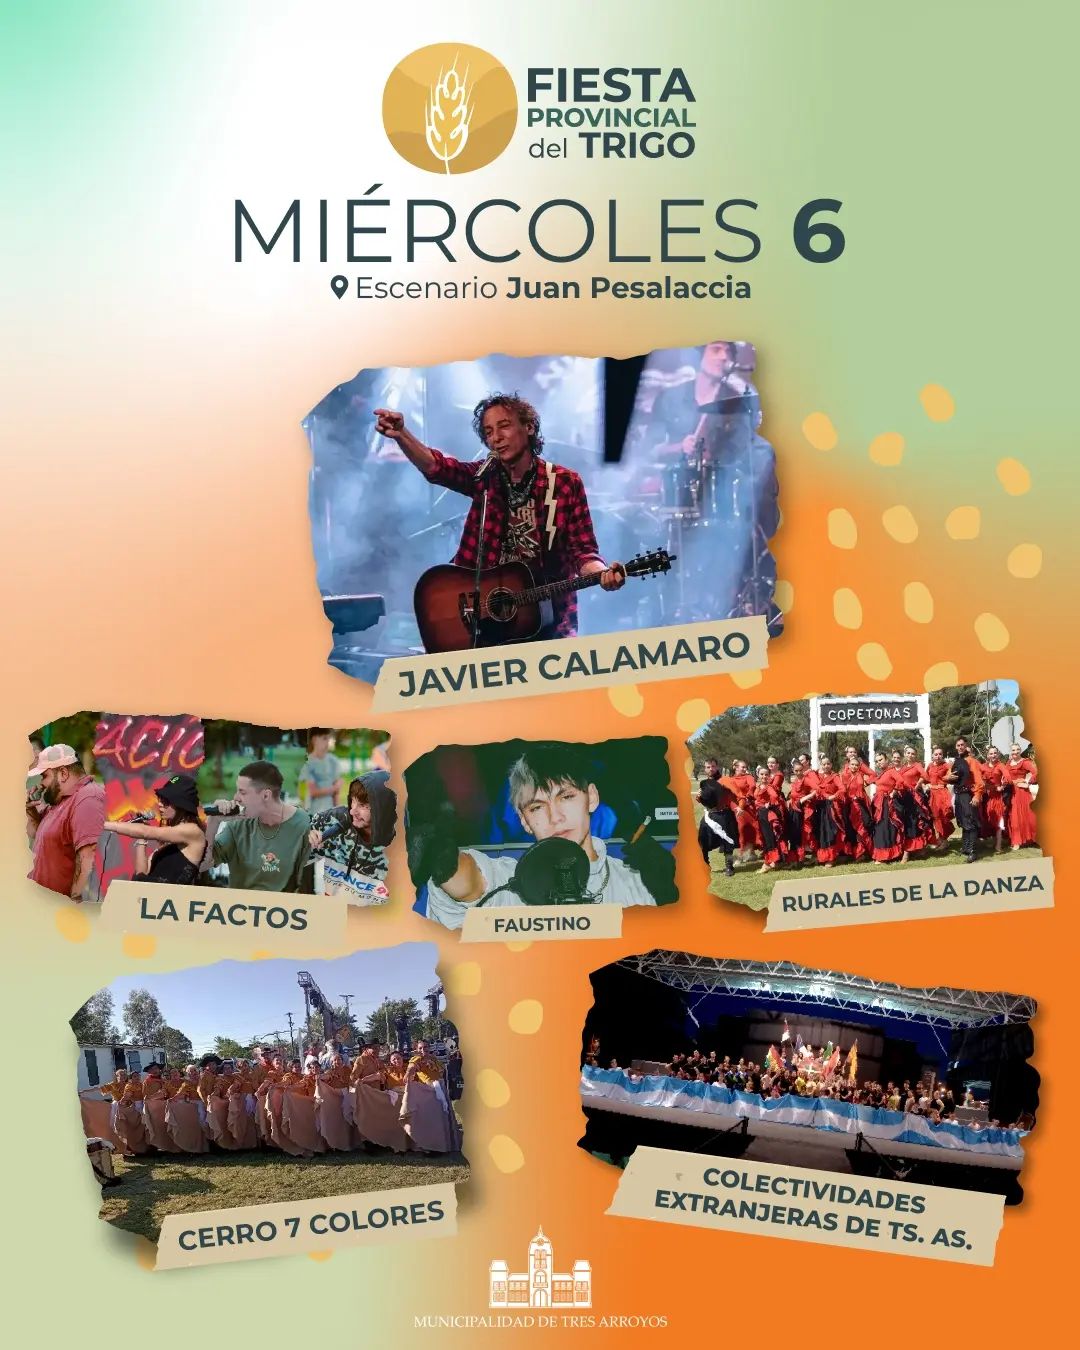 FIESTA
PROVINCIAL
del TRIGO
MIÉRCOLES 6
Escenario Juan Pesalaccia
JAVIER CALAMARO
COPETONAS
LA FACTOS
FAUSTINO
RURALES DE LA DANZA
CERRO 7 COLORES
COLECTIVIDADES
EXTRANJERAS DE TS. AS.
MUNICIPALIDAD DE TRES ARROYOS